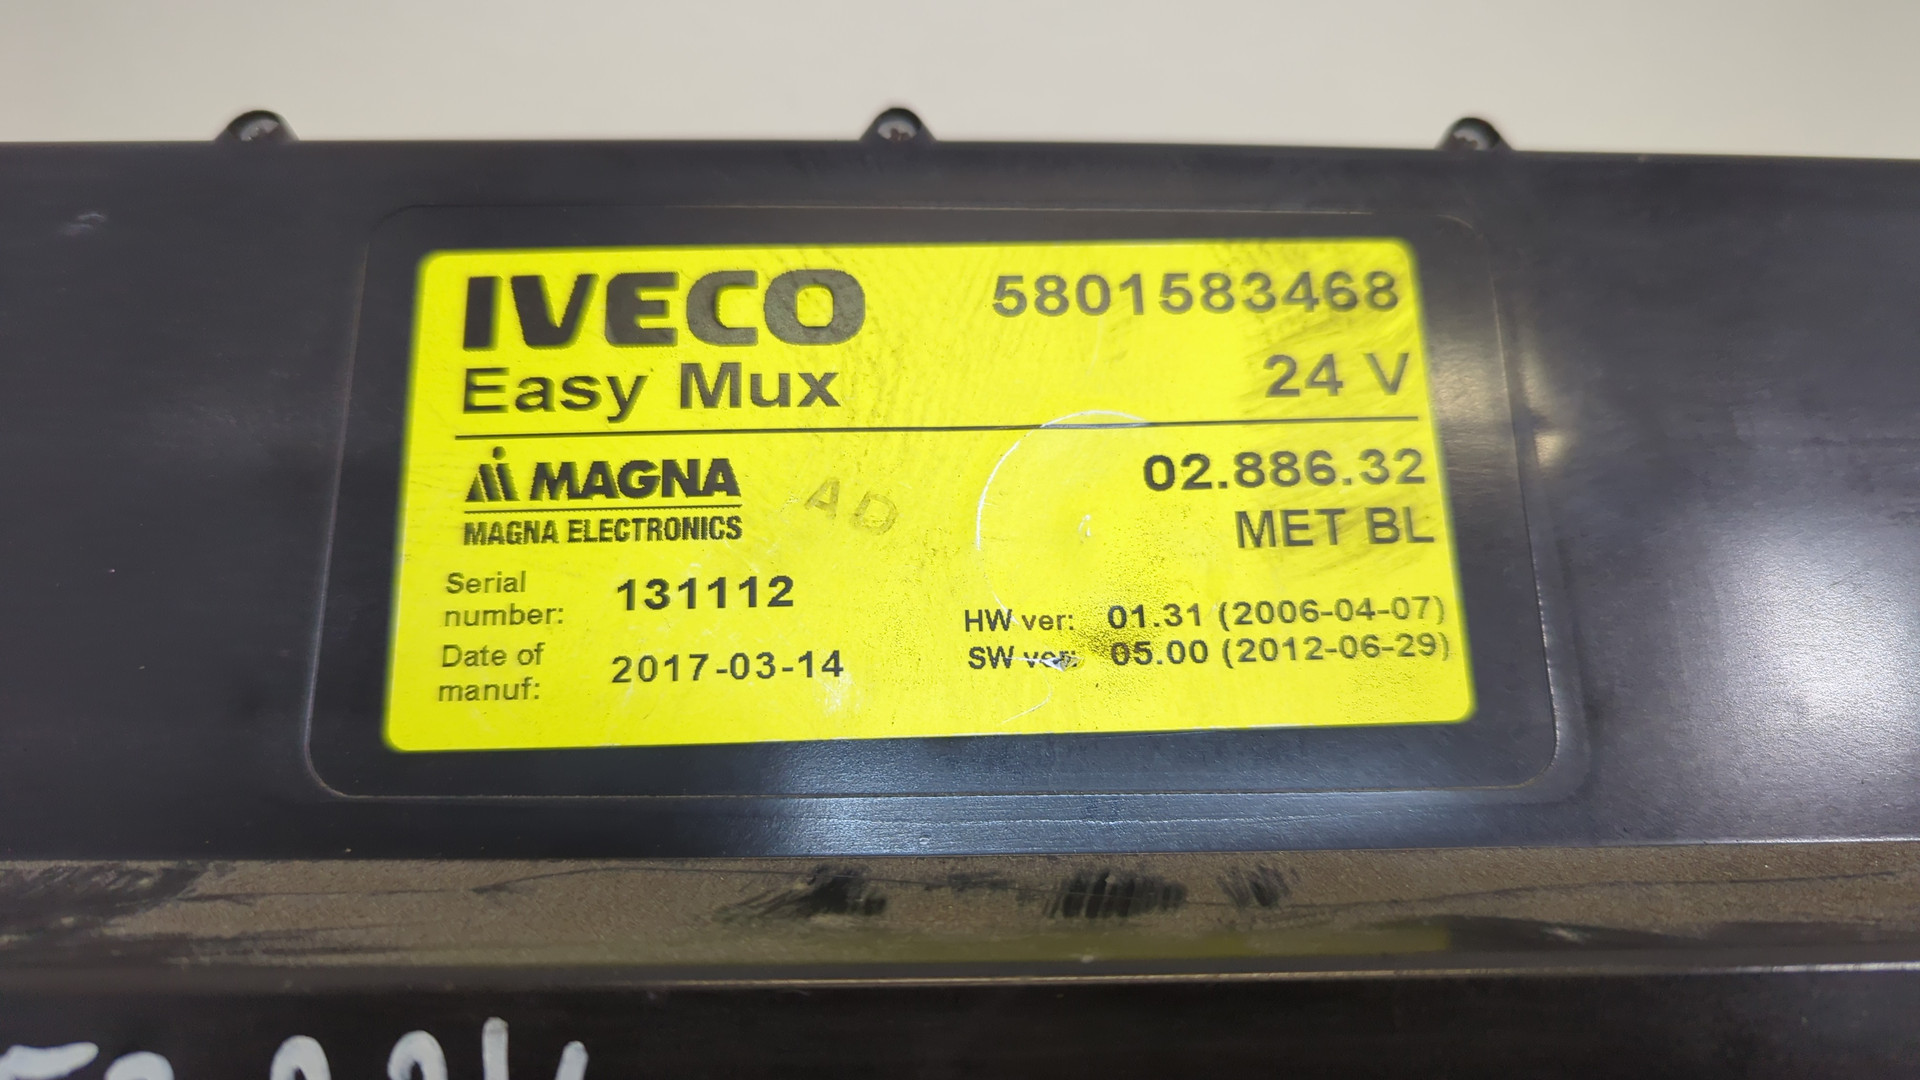 IVECO 5801583468
Easy Mux 24 V
MAGNA 02.886.32
MAGNA ELECTRONICS MET BL
AD
Serial number: 131112
HW ver: 01.31 (2006-04-07)
Date of manuf: 2017-03-14
SW ver: 05.00 (2012-06-29)